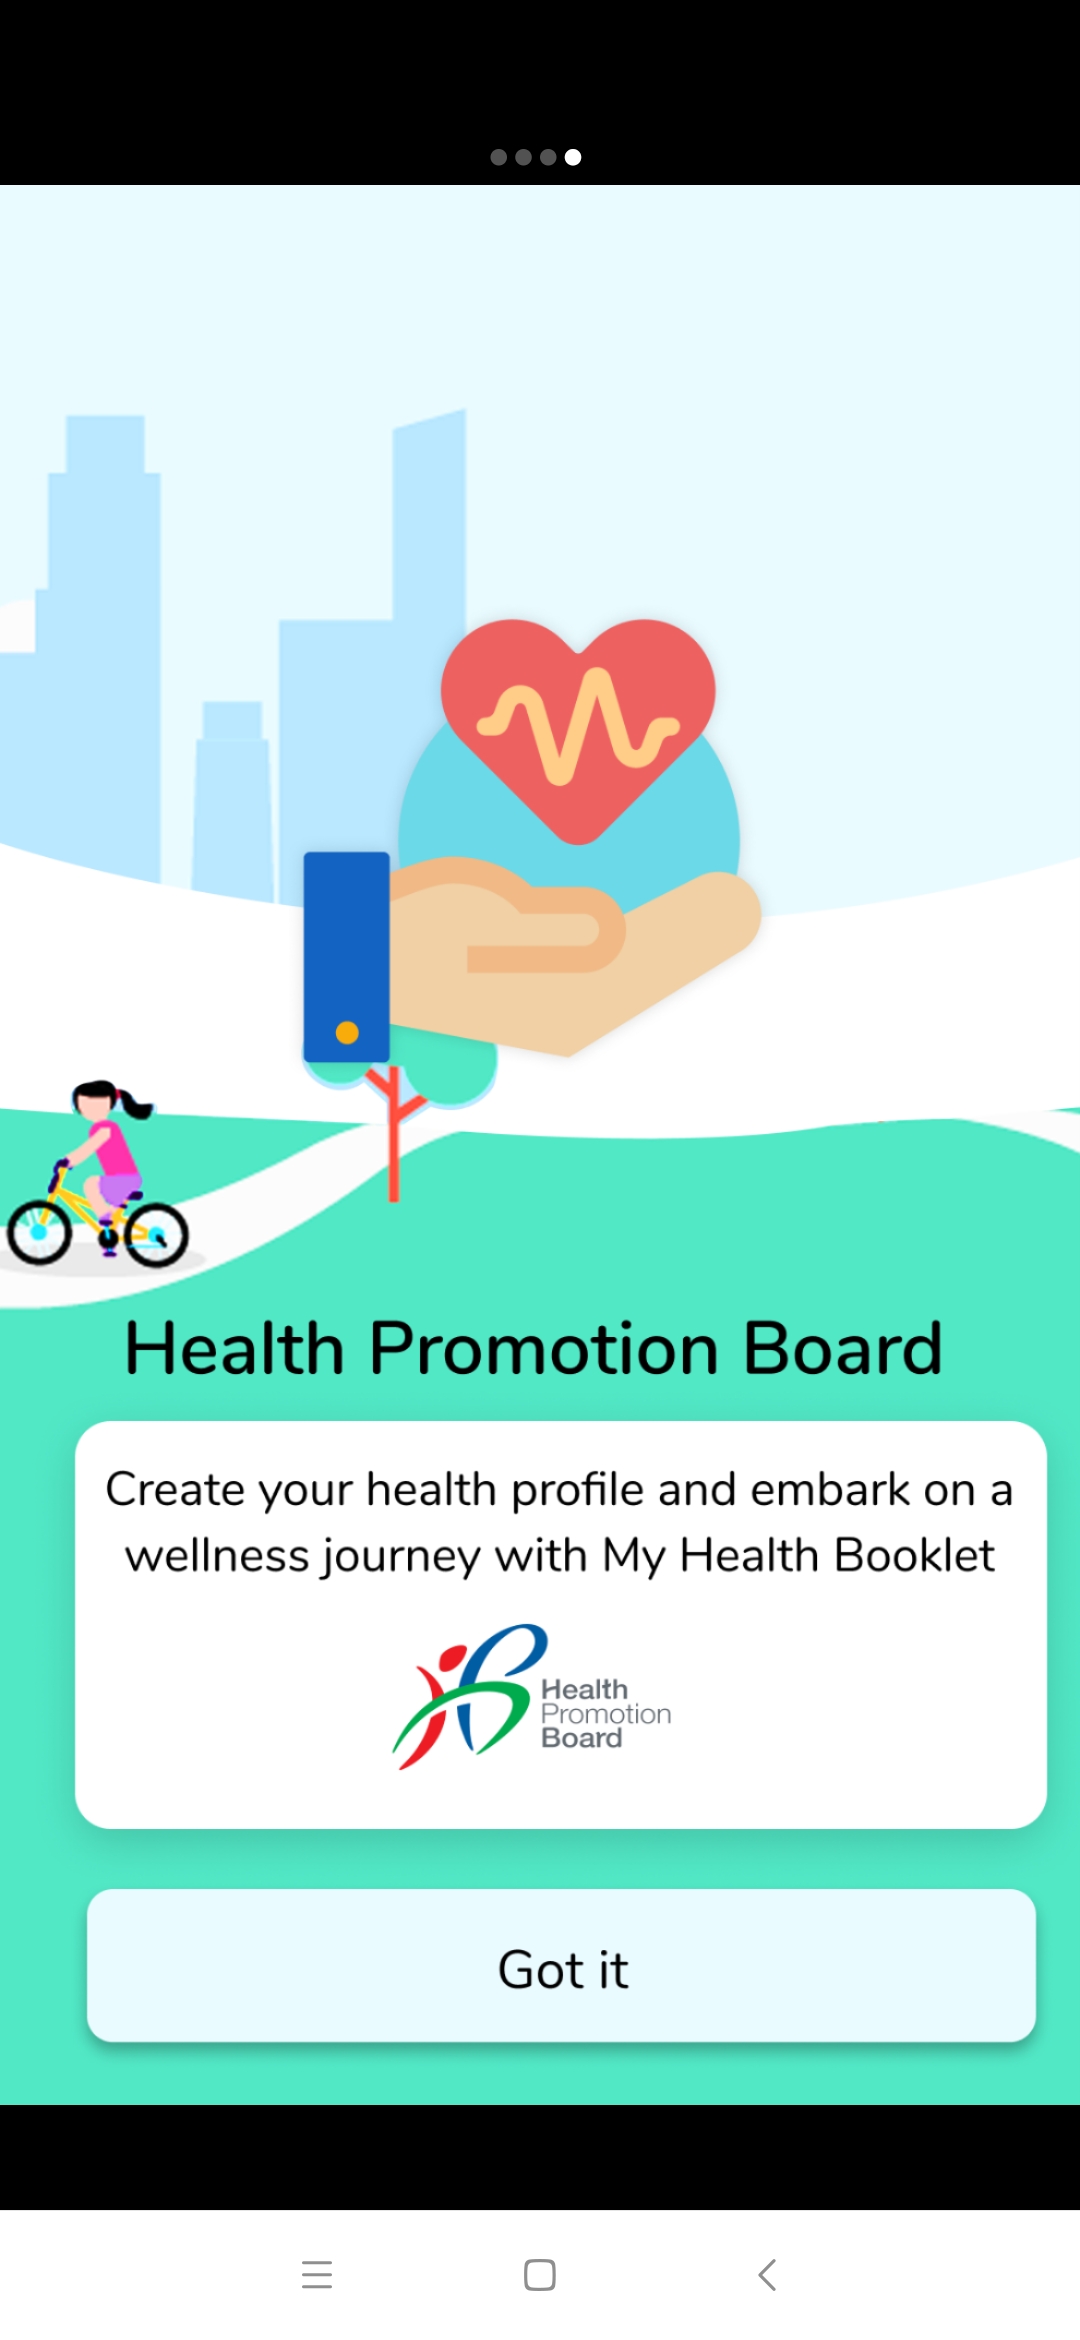 Health Promotion Board
Create your health profile and embark on a
wellness journey with My Health Booklet
Health
Promotion
Board
Got it